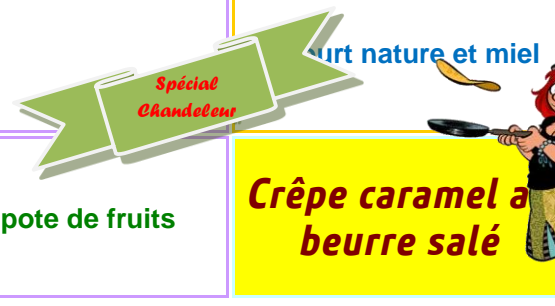 urt nature et miel
Spécial
Chandeleur
pote de fruits
Crêpe caramel a
beurre salé